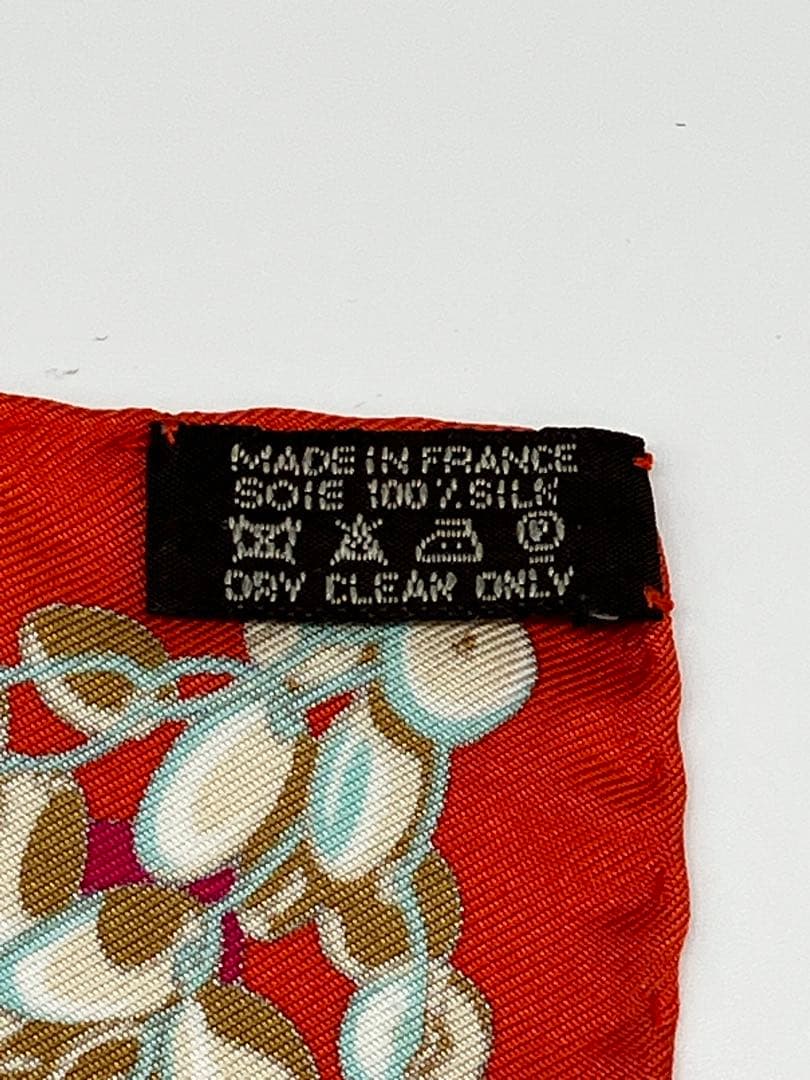 MADE IN FRANCE
SOIE 100% SILK
P
DRY CLEAN ONLY